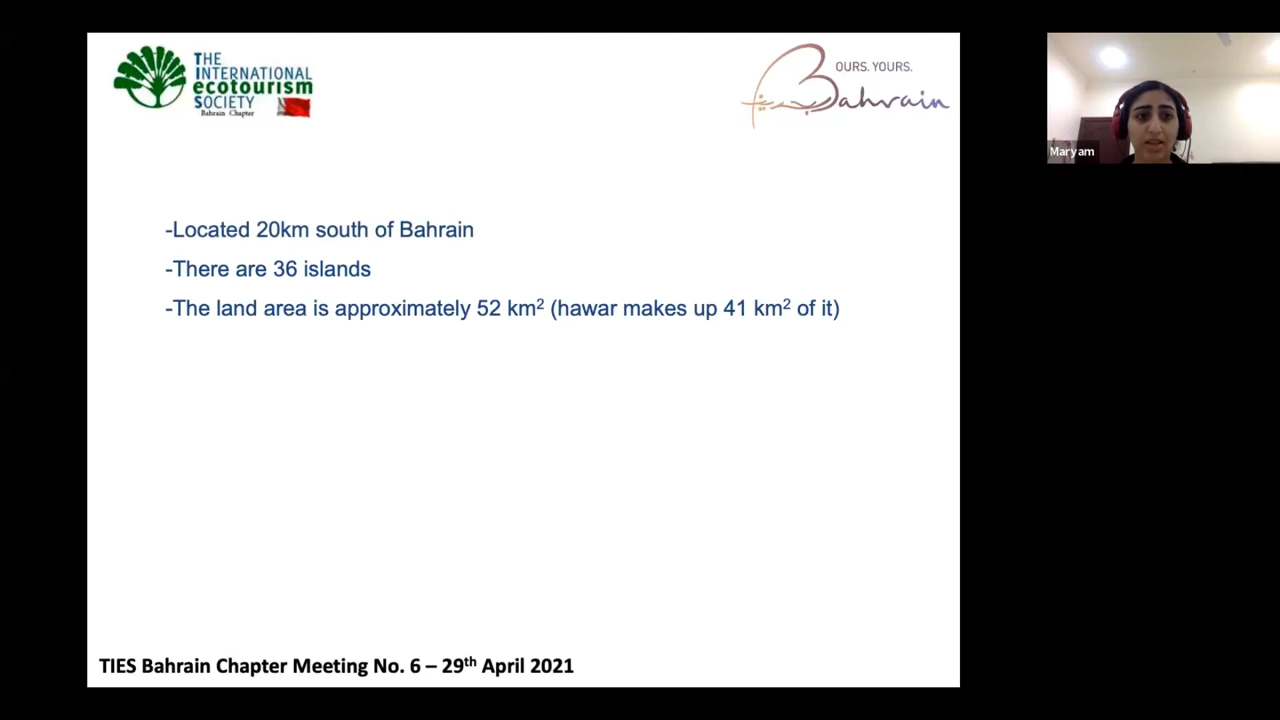 THE
INTERNATIONAL
ecotourism
SOCIETY
Bahrain Chapter
OURS. YOURS.
Bahrain
البحرين
Maryam
-Located 20km south of Bahrain
-There are 36 islands
-The land area is approximately 52 km² (hawar makes up 41 km² of it)
TIES Bahrain Chapter Meeting No. 6 – 29th April 2021